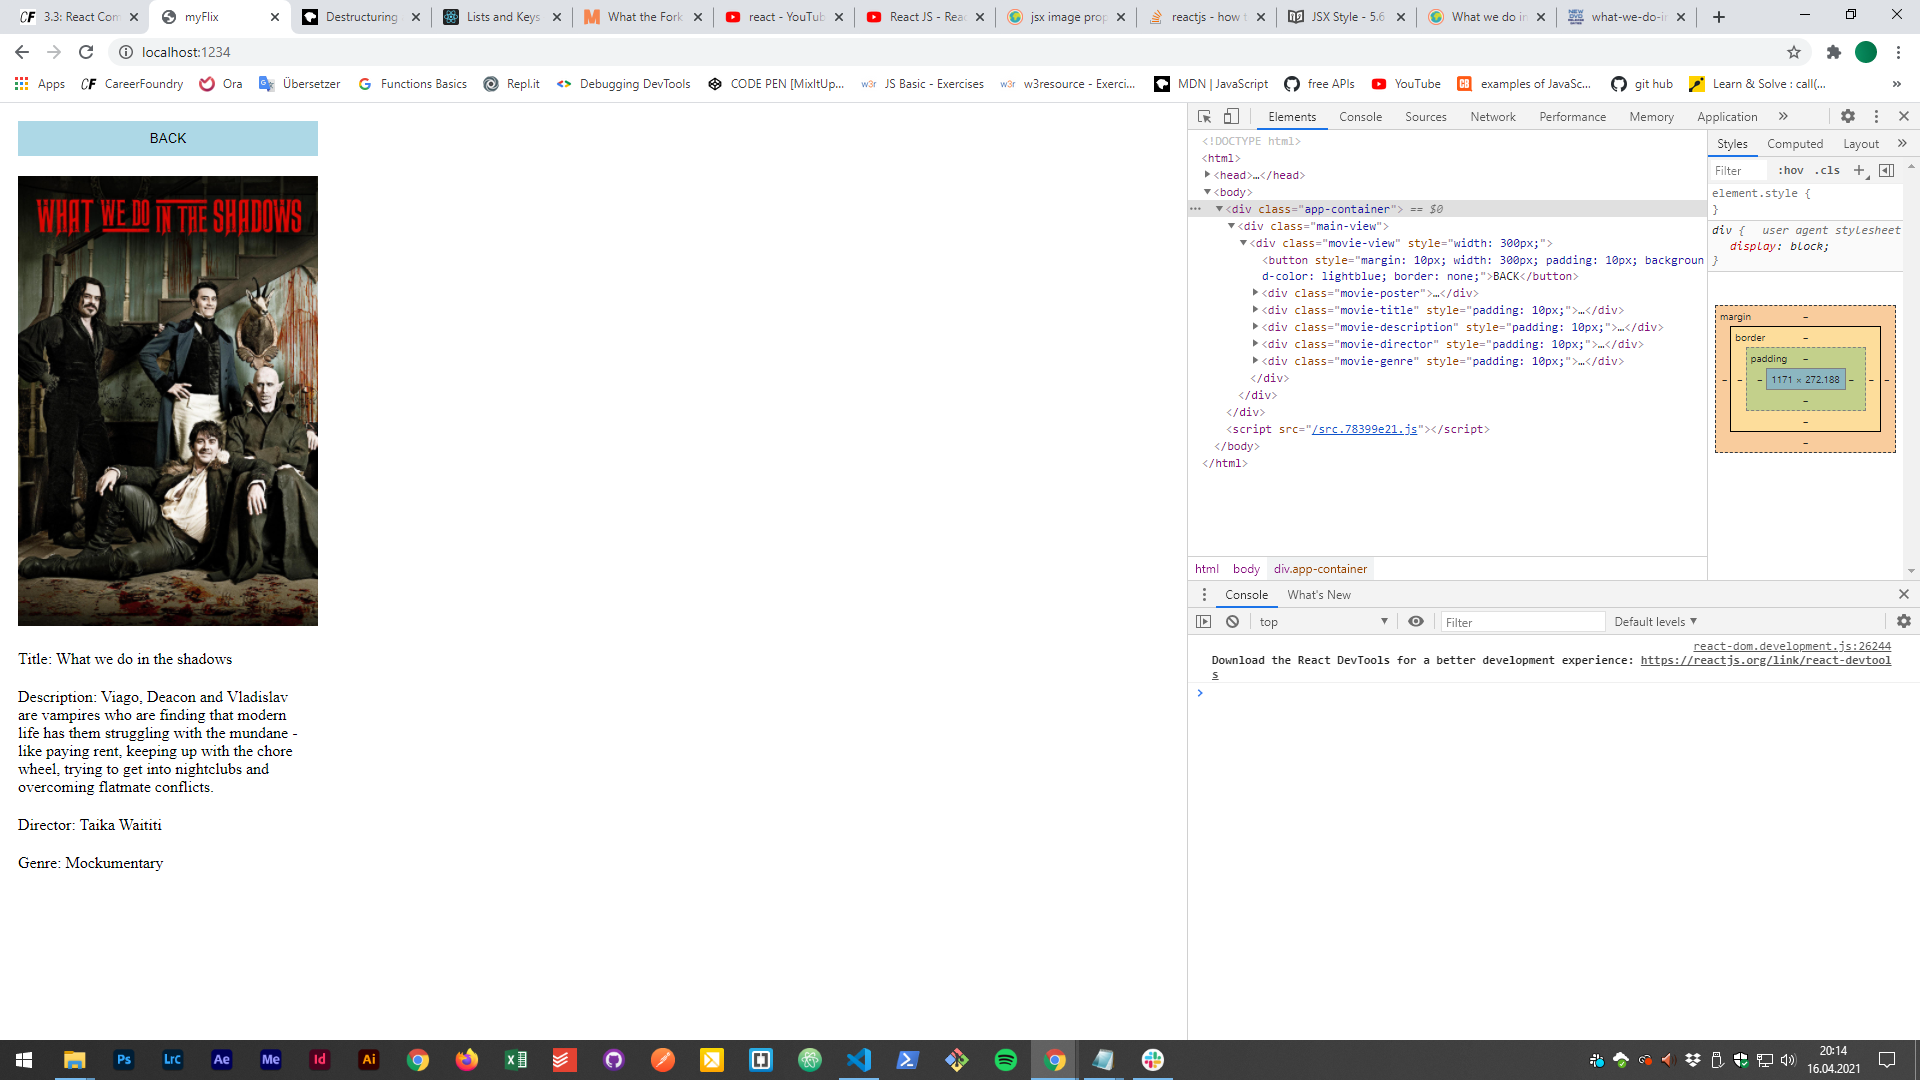 3.3: React Com
myFlix
Destructuring
Lists and Keys
What the Fork
react - YouTub
React JS - Rea
jsx image prop
reactjs - how t
JSX Style - 5.6
What we do in
what-we-do-in
localhost:1234
Apps
CareerFoundry
Ora
Übersetzer
Functions Basics
Repl.it
Debugging DevTools
CODE PEN [MixItUp...
JS Basic - Exercises
w3resource - Exerci...
MDN | JavaScript
free APIs
YouTube
examples of JavaSc...
git hub
Learn & Solve : call(...
BACK
WHAT WE DO IN THE SHADOWS
Title: What we do in the shadows
Description: Viago, Deacon and Vladislav
are vampires who are finding that modern
life has them struggling with the mundane -
like paying rent, keeping up with the chore
wheel, trying to get into nightclubs and
overcoming flatmate conflicts.
Director: Taika Waititi
Genre: Mockumentary
Elements Console Sources Network Performance Memory Application
<!DOCTYPE html>
<html>
<head>…</head>
<body>
<div class="app-container"> == $0
<div class="main-view">
<div class="movie-view" style="width: 300px;">
<button style="margin: 10px; width: 300px; padding: 10px; backgroun
d-color: lightblue; border: none;">BACK</button>
<div class="movie-poster">…</div>
<div class="movie-title" style="padding: 10px;">…</div>
<div class="movie-description" style="padding: 10px;">…</div>
<div class="movie-director" style="padding: 10px;">…</div>
<div class="movie-genre" style="padding: 10px;">…</div>
</div>
</div>
</div>
<script src="/src.78399e21.js"></script>
</body>
</html>
html body div.app-container
Styles Computed Layout
Filter :hov .cls
element.style {
}
div { user agent stylesheet
display: block;
}
margin
border
padding
1171 × 272.188
Console What's New
top Filter Default levels
react-dom.development.js:26244
Download the React DevTools for a better development experience: https://reactjs.org/link/react-devtool
s
Ps Lrc Ae Me Id Ai
20:14
16.04.2021